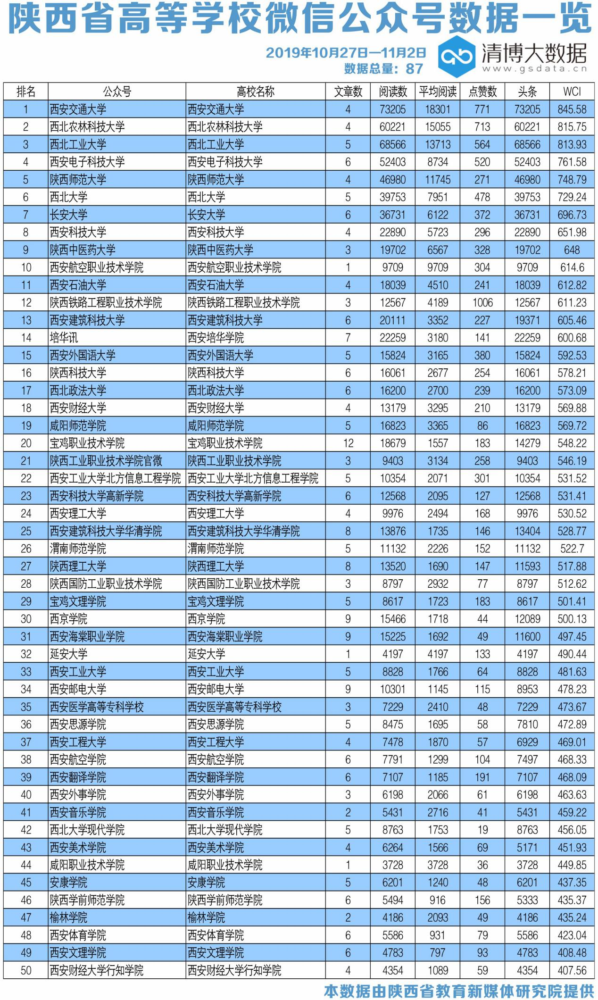 陕西省高等学校微信公众号数据一览
2019年10月27日—11月2日
数据总量：87
清博大数据
www.gsdata.cn
排名 公众号 高校名称 文章数 阅读数 平均阅读 点赞数 头条 WCI
1 西安交通大学 西安交通大学 4 73205 18301 771 73205 845.58
2 西北农林科技大学 西北农林科技大学 4 60221 15055 713 60221 815.75
3 西北工业大学 西北工业大学 5 68566 13713 564 68566 813.93
4 西安电子科技大学 西安电子科技大学 6 52403 8734 520 52403 761.58
5 陕西师范大学 陕西师范大学 4 46980 11745 271 46980 748.79
6 西北大学 西北大学 5 39753 7951 478 39753 729.24
7 长安大学 长安大学 6 36731 6122 372 36731 696.73
8 西安科技大学 西安科技大学 4 22890 5723 296 22890 651.98
9 陕西中医药大学 陕西中医药大学 3 19702 6567 328 19702 648
10 西安航空职业技术学院 西安航空职业技术学院 1 9709 9709 304 9709 614.6
11 西安石油大学 西安石油大学 4 18039 4510 241 18039 612.82
12 陕西铁路工程职业技术学院 陕西铁路工程职业技术学院 3 12567 4189 1006 12567 611.23
13 西安建筑科技大学 西安建筑科技大学 6 20111 3352 227 19371 605.46
14 培华讯 西安培华学院 7 22259 3180 141 22259 600.68
15 西安外国语大学 西安外国语大学 5 15824 3165 380 15824 592.53
16 陕西科技大学 陕西科技大学 6 16061 2677 254 16061 578.21
17 西北政法大学 西北政法大学 6 16200 2700 239 16200 573.09
18 西安财经大学 西安财经大学 4 13179 3295 210 13179 569.88
19 咸阳师范学院 咸阳师范学院 5 16823 3365 86 16823 569.72
20 宝鸡职业技术学院 宝鸡职业技术学院 12 18679 1557 183 14279 548.22
21 陕西工业职业技术学院官微 陕西工业职业技术学院 3 9403 3134 258 9403 546.19
22 西安工业大学北方信息工程学院 西安工业大学北方信息工程学院 5 10354 2071 301 10354 531.52
23 西安科技大学高新学院 西安科技大学高新学院 6 12568 2095 127 12568 531.41
24 西安理工大学 西安理工大学 4 9976 2494 168 9976 530.52
25 西安建筑科技大学华清学院 西安建筑科技大学华清学院 8 13876 1735 146 13404 528.77
26 渭南师范学院 渭南师范学院 5 11132 2226 152 11132 522.7
27 陕西理工大学 陕西理工大学 8 13520 1690 147 11593 517.88
28 陕西国防工业职业技术学院 陕西国防工业职业技术学院 3 8797 2932 77 8797 512.62
29 宝鸡文理学院 宝鸡文理学院 5 8617 1723 183 8617 501.41
30 西京学院 西京学院 9 15466 1718 44 12089 500.13
31 西安海棠职业学院 西安海棠职业学院 9 15225 1692 49 11600 497.45
32 延安大学 延安大学 1 4197 4197 133 4197 490.44
33 西安工业大学 西安工业大学 5 8828 1766 64 8828 481.63
34 西安邮电大学 西安邮电大学 9 10301 1145 115 8953 478.23
35 西安医学高等专科学校 西安医学高等专科学校 3 7229 2410 48 7229 473.67
36 西安思源学院 西安思源学院 5 8475 1695 58 7810 472.89
37 西安工程大学 西安工程大学 4 7478 1870 57 6929 469.01
38 西安航空学院 西安航空学院 6 7791 1299 104 7497 468.33
39 西安翻译学院 西安翻译学院 6 7107 1185 191 7107 468.09
40 西安外事学院 西安外事学院 3 6198 2066 61 6198 463.63
41 西安音乐学院 西安音乐学院 2 5431 2716 41 5431 459.22
42 西北大学现代学院 西北大学现代学院 5 8763 1753 19 8763 456.05
43 西安美术学院 西安美术学院 4 6264 1566 69 5171 451.93
44 咸阳职业技术学院 咸阳职业技术学院 1 3728 3728 36 3728 449.85
45 安康学院 安康学院 5 6201 1240 48 6201 437.35
46 陕西学前师范学院 陕西学前师范学院 6 5494 916 156 5333 435.37
47 榆林学院 榆林学院 2 4186 2093 49 4186 435.24
48 西安体育学院 西安体育学院 6 5586 931 79 5586 423.04
49 西安文理学院 西安文理学院 6 4783 797 93 4783 408.48
50 西安财经大学行知学院 西安财经大学行知学院 4 4354 1089 59 4354 407.56
本数据由陕西省教育新媒体研究院提供